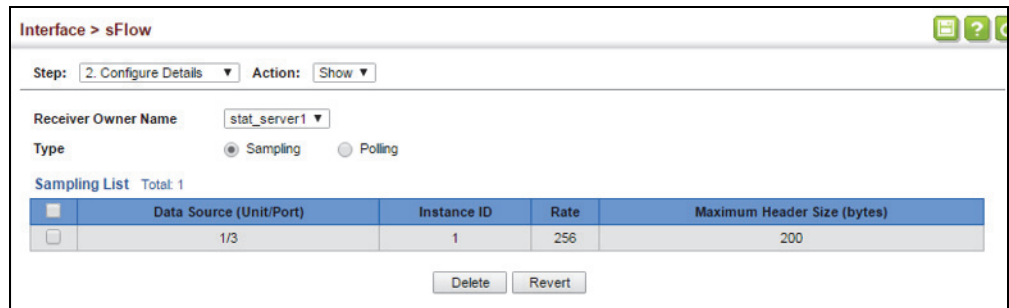 Interface > sFlow
?
Step: 2. Configure Details Action: Show
Receiver Owner Name stat_server1
Type Sampling Polling
Sampling List Total: 1
Data Source (Unit/Port) Instance ID Rate Maximum Header Size (bytes)
1/3 1 256 200
Delete Revert